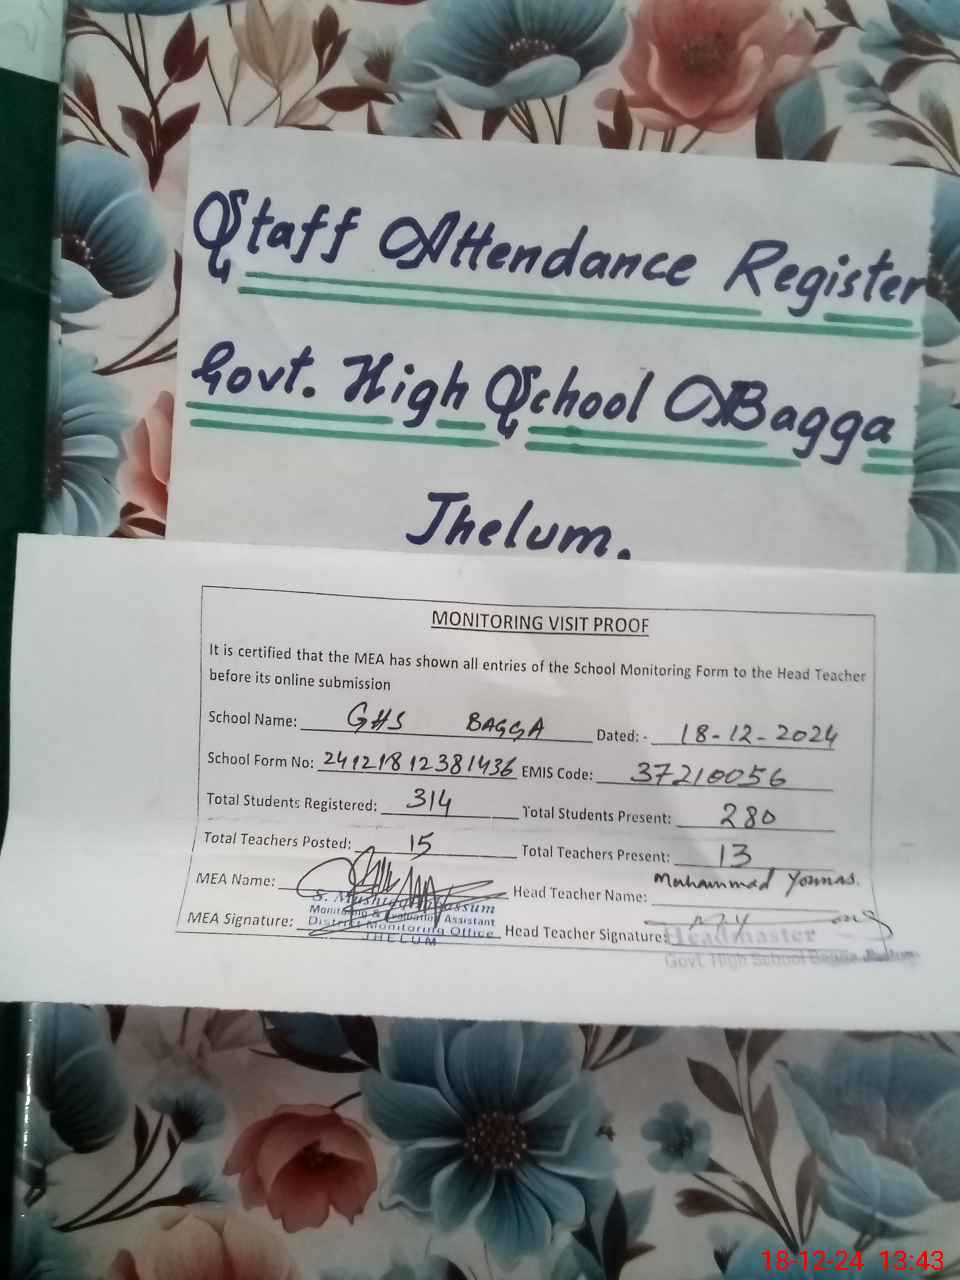 Staff Attendance Register
Govt. High School Bagga
Jhelum.
MONITORING VISIT PROOF
It is certified that the MEA has shown all entries of the School Monitoring Form to the Head Teacher
before its online submission
School Name: GHS BAGGA Dated: - 18-12-2024
School Form No: 24121812381436 EMIS Code: 37210056
Total Students Registered: 314 Total Students Present: 280
Total Teachers Posted: 15 Total Teachers Present: 13
MEA Name: Head Teacher Name: Muhammad Younas.
S. Mushtaq Tabassum
Monitoring & Evaluation Assistant
MEA Signature: District Monitoring Office Head Teacher Signature: Headmaster
JHELUM
Govt. High School Bagga Jhelum
18-12-24 13:43